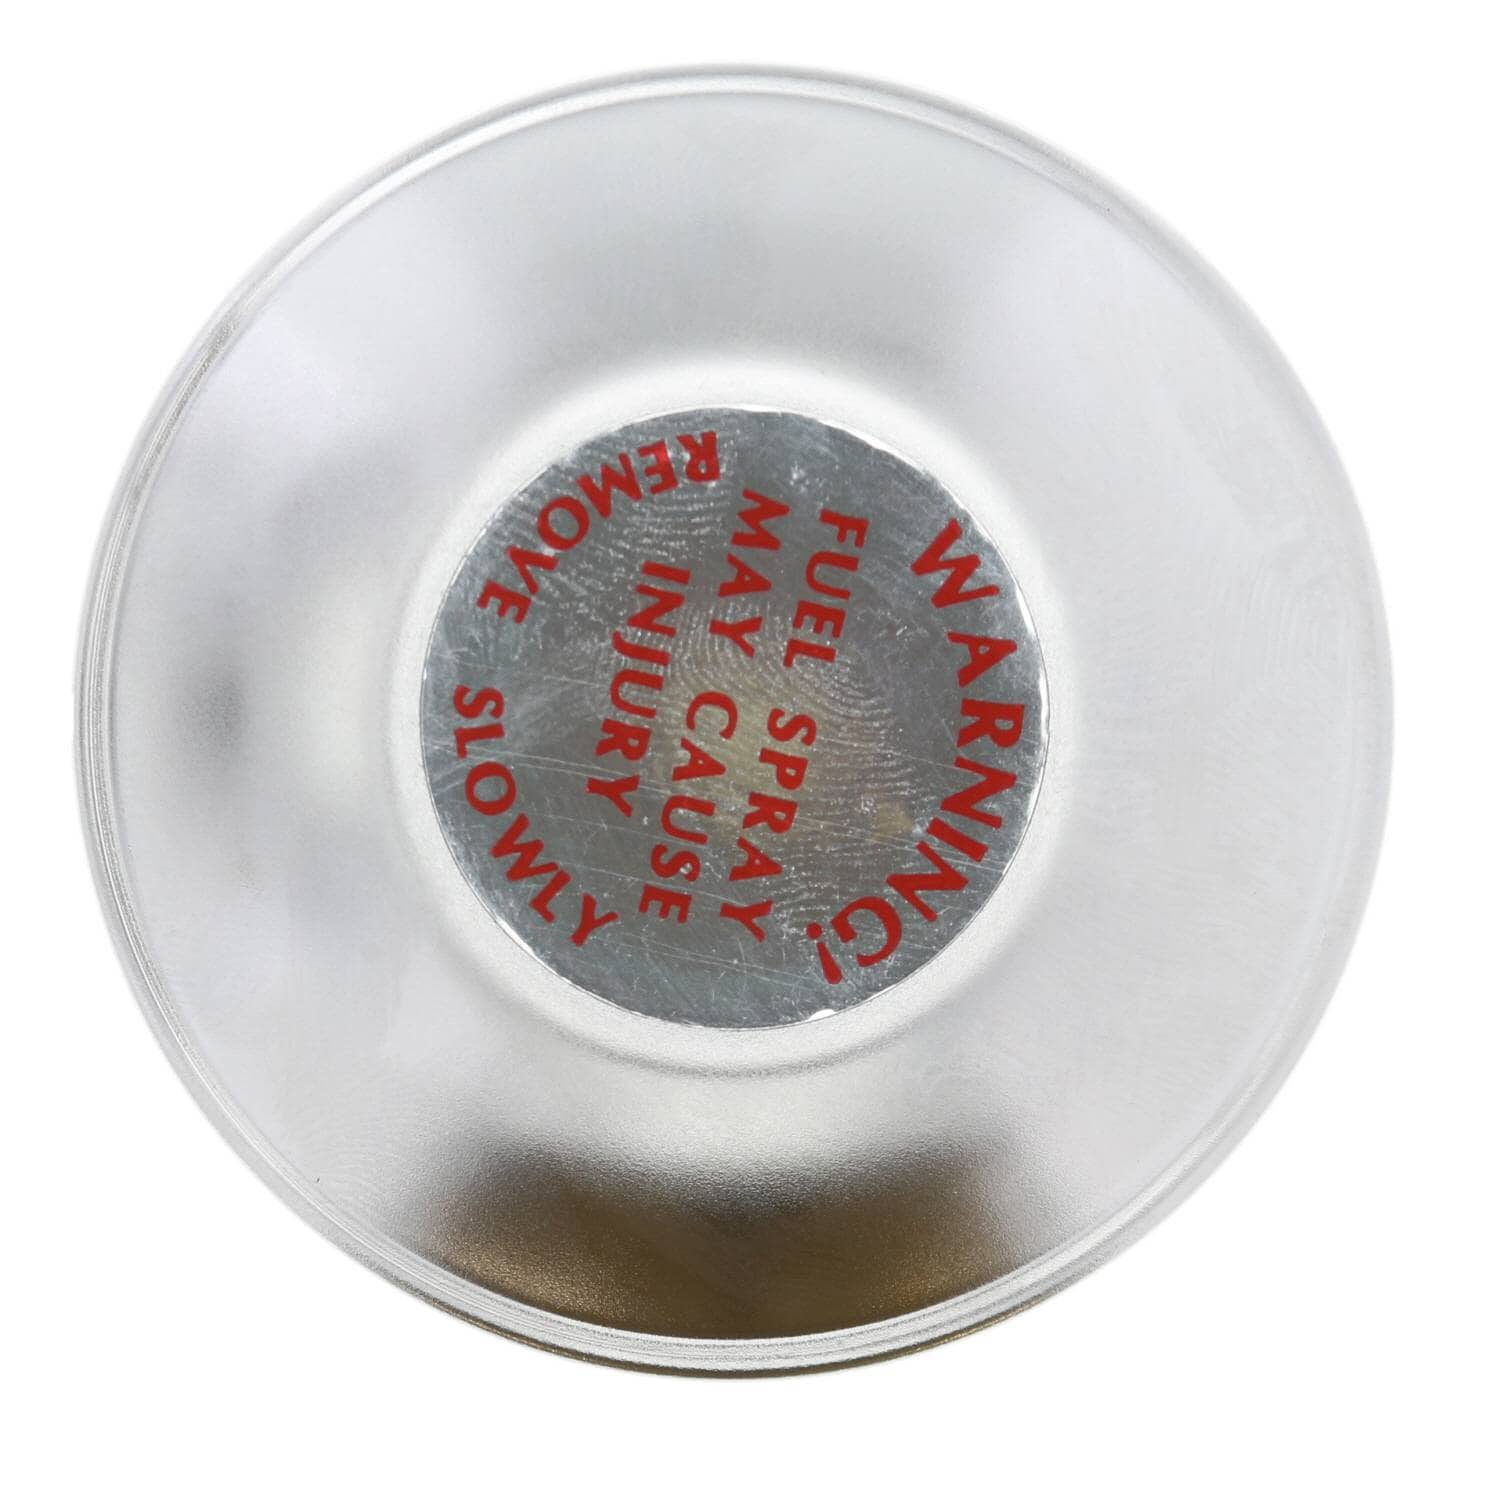 WARNING!
FUEL SPRAY
MAY CAUSE
INJURY
REMOVE SLOWLY